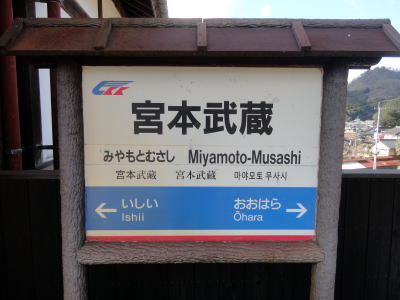 宮本武蔵
みやもとむさし Miyamoto-Musashi
宮本武蔵 宮本武藏 마야모토 무사시
← いしい おおはら →
Ishii Ōhara